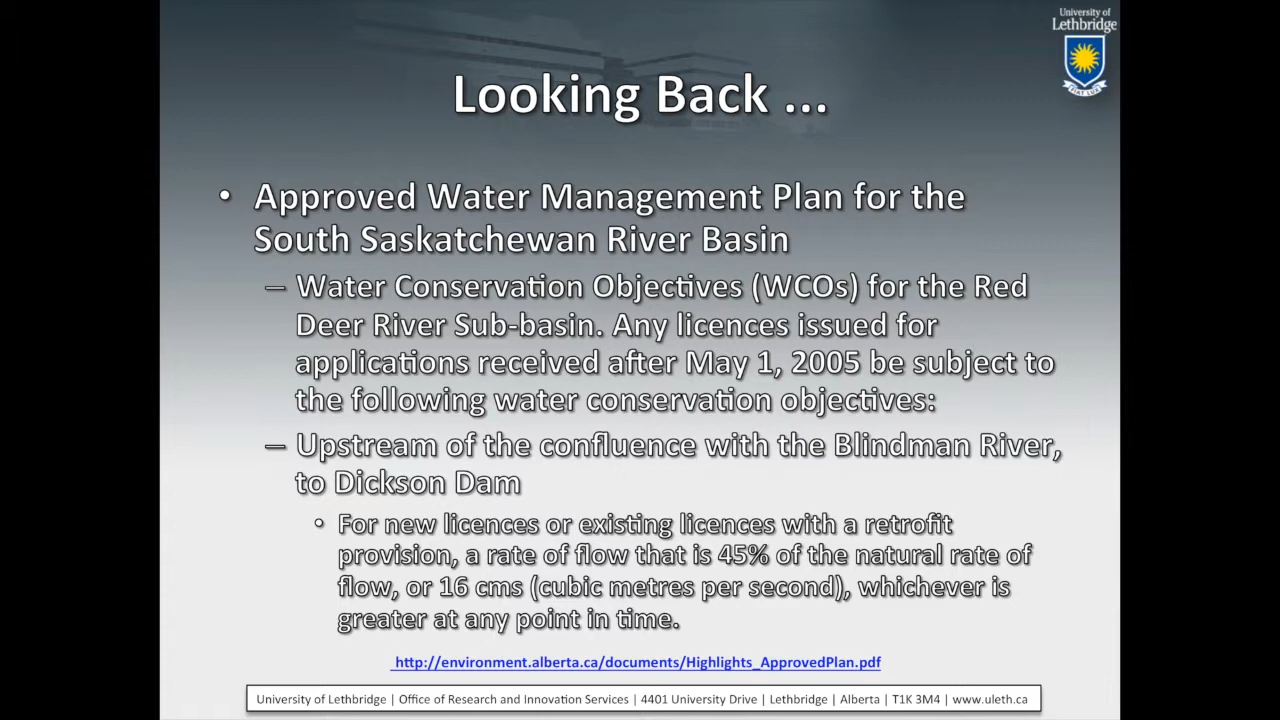 University of
Lethbridge
FIAT LUX
Looking Back ...
• Approved Water Management Plan for the
South Saskatchewan River Basin
– Water Conservation Objectives (WCOs) for the Red
Deer River Sub-basin. Any licences issued for
applications received after May 1, 2005 be subject to
the following water conservation objectives:
– Upstream of the confluence with the Blindman River,
to Dickson Dam
• For new licences or existing licences with a retrofit
provision, a rate of flow that is 45% of the natural rate of
flow, or 16 cms (cubic metres per second), whichever is
greater at any point in time.
http://environment.alberta.ca/documents/Highlights_ApprovedPlan.pdf
University of Lethbridge | Office of Research and Innovation Services | 4401 University Drive | Lethbridge | Alberta | T1K 3M4 | www.uleth.ca